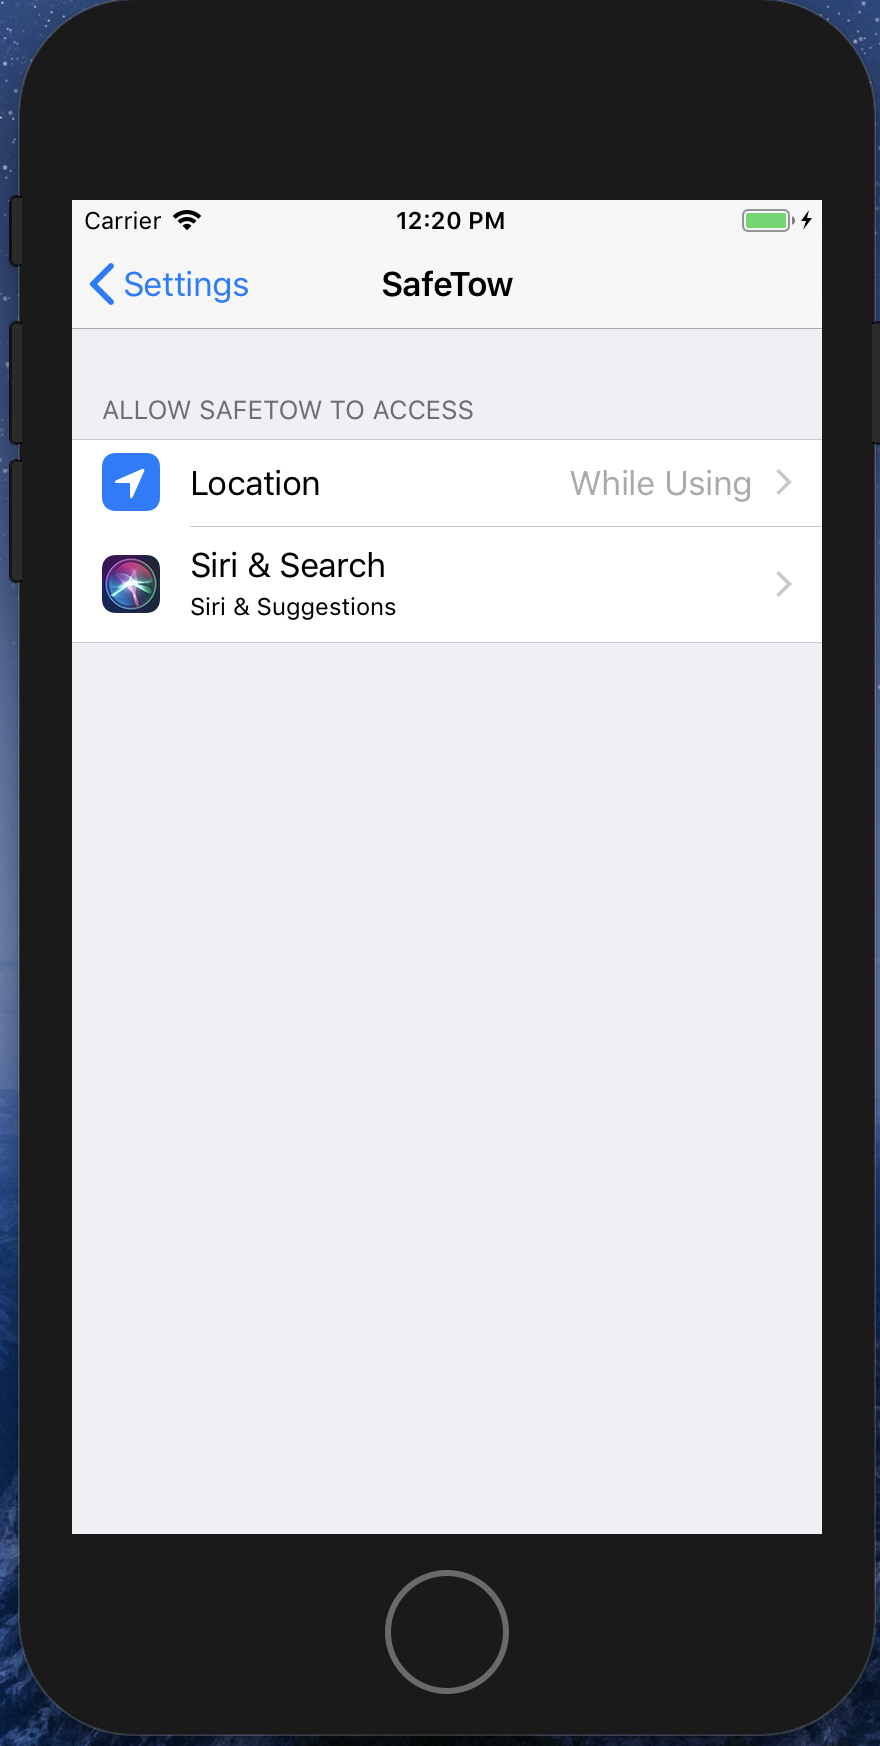 Carrier 12:20 PM
Settings SafeTow
ALLOW SAFETOW TO ACCESS
Location While Using
Siri & Search
Siri & Suggestions